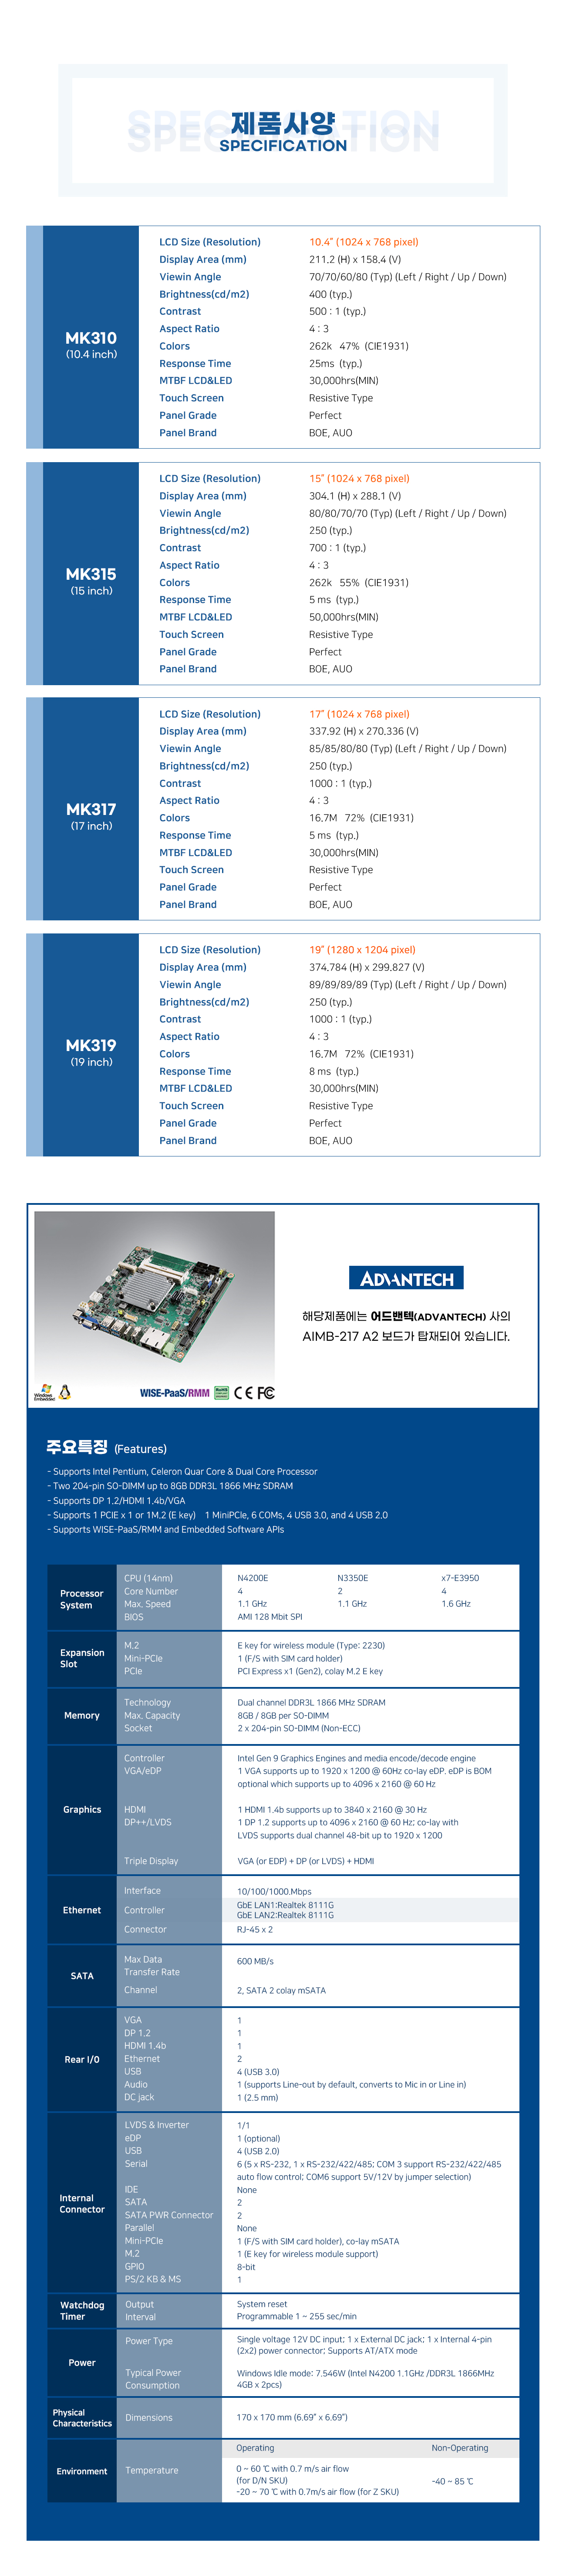 제품사양
SPECIFICATION
MK310
(10.4 inch)
LCD Size (Resolution) 10.4" (1024 x 768 pixel)
Display Area (mm) 211.2 (H) x 158.4 (V)
Viewin Angle 70/70/60/80 (Typ) (Left / Right / Up / Down)
Brightness(cd/m2) 400 (typ.)
Contrast 500 : 1 (typ.)
Aspect Ratio 4 : 3
Colors 262k 47% (CIE1931)
Response Time 25ms (typ.)
MTBF LCD&LED 30,000hrs(MIN)
Touch Screen Resistive Type
Panel Grade Perfect
Panel Brand BOE, AUO
MK315
(15 inch)
LCD Size (Resolution) 15" (1024 x 768 pixel)
Display Area (mm) 304.1 (H) x 288.1 (V)
Viewin Angle 80/80/70/70 (Typ) (Left / Right / Up / Down)
Brightness(cd/m2) 250 (typ.)
Contrast 700 : 1 (typ.)
Aspect Ratio 4 : 3
Colors 262k 55% (CIE1931)
Response Time 5 ms (typ.)
MTBF LCD&LED 50,000hrs(MIN)
Touch Screen Resistive Type
Panel Grade Perfect
Panel Brand BOE, AUO
MK317
(17 inch)
LCD Size (Resolution) 17" (1024 x 768 pixel)
Display Area (mm) 337.92 (H) x 270.336 (V)
Viewin Angle 85/85/80/80 (Typ) (Left / Right / Up / Down)
Brightness(cd/m2) 250 (typ.)
Contrast 1000 : 1 (typ.)
Aspect Ratio 4 : 3
Colors 16.7M 72% (CIE1931)
Response Time 5 ms (typ.)
MTBF LCD&LED 30,000hrs(MIN)
Touch Screen Resistive Type
Panel Grade Perfect
Panel Brand BOE, AUO
MK319
(19 inch)
LCD Size (Resolution) 19" (1280 x 1204 pixel)
Display Area (mm) 374.784 (H) x 299.827 (V)
Viewin Angle 89/89/89/89 (Typ) (Left / Right / Up / Down)
Brightness(cd/m2) 250 (typ.)
Contrast 1000 : 1 (typ.)
Aspect Ratio 4 : 3
Colors 16.7M 72% (CIE1931)
Response Time 8 ms (typ.)
MTBF LCD&LED 30,000hrs(MIN)
Touch Screen Resistive Type
Panel Grade Perfect
Panel Brand BOE, AUO
ADVANTECH
해당제품에는 어드밴텍(ADVANTECH) 사의
AIMB-217 A2 보드가 탑재되어 있습니다.
Windows Embedded
WISE-PaaS/RMM CE FC
주요특징 (Features)
- Supports Intel Pentium, Celeron Quar Core & Dual Core Processor
- Two 204-pin SO-DIMM up to 8GB DDR3L 1866 MHz SDRAM
- Supports DP 1.2/HDMI 1.4b/VGA
- Supports 1 PCIE x 1 or 1M.2 (E key) 1 MiniPCIe, 6 COMs, 4 USB 3.0, and 4 USB 2.0
- Supports WISE-PaaS/RMM and Embedded Software APIs
Processor System
CPU (14nm) N4200E N3350E x7-E3950
Core Number 4 2 4
Max. Speed 1.1 GHz 1.1 GHz 1.6 GHz
BIOS AMI 128 Mbit SPI
Expansion Slot
M.2 E key for wireless module (Type: 2230)
Mini-PCIe 1 (F/S with SIM card holder)
PCIe PCI Express x1 (Gen2), colay M.2 E key
Memory
Technology Dual channel DDR3L 1866 MHz SDRAM
Max. Capacity 8GB / 8GB per SO-DIMM
Socket 2 x 204-pin SO-DIMM (Non-ECC)
Graphics
Controller Intel Gen 9 Graphics Engines and media encode/decode engine
VGA/eDP 1 VGA supports up to 1920 x 1200 @ 60Hz co-lay eDP. eDP is BOM
optional which supports up to 4096 x 2160 @ 60 Hz
HDMI 1 HDMI 1.4b supports up to 3840 x 2160 @ 30 Hz
DP++/LVDS 1 DP 1.2 supports up to 4096 x 2160 @ 60 Hz; co-lay with
LVDS supports dual channel 48-bit up to 1920 x 1200
Triple Display VGA (or EDP) + DP (or LVDS) + HDMI
Ethernet
Interface 10/100/1000.Mbps
Controller GbE LAN1:Realtek 8111G
GbE LAN2:Realtek 8111G
Connector RJ-45 x 2
SATA
Max Data Transfer Rate 600 MB/s
Channel 2, SATA 2 colay mSATA
Rear I/0
VGA 1
DP 1.2 1
HDMI 1.4b 1
Ethernet 2
USB 4 (USB 3.0)
Audio 1 (supports Line-out by default, converts to Mic in or Line in)
DC jack 1 (2.5 mm)
Internal Connector
LVDS & Inverter 1/1
eDP 1 (optional)
USB 4 (USB 2.0)
Serial 6 (5 x RS-232, 1 x RS-232/422/485; COM 3 support RS-232/422/485
auto flow control; COM6 support 5V/12V by jumper selection)
IDE None
SATA 2
SATA PWR Connector 2
Parallel None
Mini-PCIe 1 (F/S with SIM card holder), co-lay mSATA
M.2 1 (E key for wireless module support)
GPIO 8-bit
PS/2 KB & MS 1
Watchdog Timer
Output System reset
Interval Programmable 1 ~ 255 sec/min
Power
Power Type Single voltage 12V DC input; 1 x External DC jack; 1 x Internal 4-pin
(2x2) power connector; Supports AT/ATX mode
Typical Power Consumption Windows Idle mode: 7.546W (Intel N4200 1.1GHz /DDR3L 1866MHz
4GB x 2pcs)
Physical Characteristics
Dimensions 170 x 170 mm (6.69" x 6.69")
Environment
Operating Non-Operating
Temperature 0 ~ 60 ℃ with 0.7 m/s air flow
(for D/N SKU)
-20 ~ 70 ℃ with 0.7m/s air flow (for Z SKU) -40 ~ 85 ℃